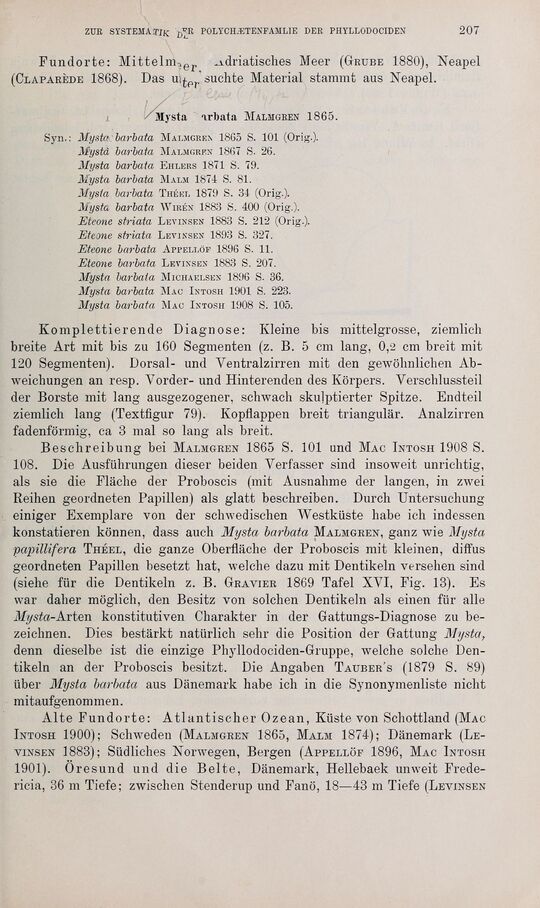 ZUR SYSTEMATIK DER POLYCHÆTENFAMLIE DER PHYLLODOCIDEN 207
Fundorte: Mittelmeer, Adriatisches Meer (GRUBE 1880), Neapel
(CLAPARÈDE 1868). Das untersuchte Material stammt aus Neapel.
Mysta barbata MALMGREN 1865.
Syn.: Mysta barbata MALMGREN 1865 S. 101 (Orig.).
Mysta barbata MALMGREN 1867 S. 26.
Mysta barbata EHLERS 1871 S. 79.
Mysta barbata MALM 1874 S. 81.
Mysta barbata THÉEL 1879 S. 34 (Orig.).
Mysta barbata WIRÉN 1883 S. 400 (Orig.).
Eteone striata LEVINSEN 1883 S. 212 (Orig.).
Eteone striata LEVINSEN 1893 S. 327.
Eteone barbata APPELLÖF 1896 S. 11.
Eteone barbata LEVINSEN 1883 S. 207.
Mysta barbata MICHAELSEN 1896 S. 36.
Mysta barbata MAC INTOSH 1901 S. 223.
Mysta barbata MAC INTOSH 1908 S. 105.
Komplettierende Diagnose: Kleine bis mittelgrosse, ziemlich
breite Art mit bis zu 160 Segmenten (z. B. 5 cm lang, 0,2 cm breit mit
120 Segmenten). Dorsal- und Ventralzirren mit den gewöhnlichen Ab-
weichungen an resp. Vorder- und Hinterenden des Körpers. Verschlussteil
der Borste mit lang ausgezogener, schwach skulptierter Spitze. Endteil
ziemlich lang (Textfigur 79). Kopflappen breit triangulär. Analzirren
fadenförmig, ca 3 mal so lang als breit.
Beschreibung bei MALMGREN 1865 S. 101 und MAC INTOSH 1908 S.
108. Die Ausführungen dieser beiden Verfasser sind insoweit unrichtig,
als sie die Fläche der Proboscis (mit Ausnahme der langen, in zwei
Reihen geordneten Papillen) als glatt beschreiben. Durch Untersuchung
einiger Exemplare von der schwedischen Westküste habe ich indessen
konstatieren können, dass auch Mysta barbata MALMGREN, ganz wie Mysta
papillifera THÉEL, die ganze Oberfläche der Proboscis mit kleinen, diffus
geordneten Papillen besetzt hat, welche dazu mit Dentikeln versehen sind
(siehe für die Dentikeln z. B. GRAVIER 1869 Tafel XVI, Fig. 13). Es
war daher möglich, den Besitz von solchen Dentikeln als einen für alle
Mysta-Arten konstitutiven Charakter in der Gattungs-Diagnose zu be-
zeichnen. Dies bestärkt natürlich sehr die Position der Gattung Mysta,
denn dieselbe ist die einzige Phyllodociden-Gruppe, welche solche Den-
tikeln an der Proboscis besitzt. Die Angaben TAUBER'S (1879 S. 89)
über Mysta barbata aus Dänemark habe ich in die Synonymenliste nicht
mitaufgenommen.
Alte Fundorte: Atlantischer Ozean, Küste von Schottland (MAC
INTOSH 1900); Schweden (MALMGREN 1865, MALM 1874); Dänemark (LE-
VINSEN 1883); Südliches Norwegen, Bergen (APPELLÖF 1896, MAC INTOSH
1901). Öresund und die Belte, Dänemark, Hellebaek unweit Frede-
ricia, 36 m Tiefe; zwischen Stenderup und Fanö, 18—43 m Tiefe (LEVINSEN